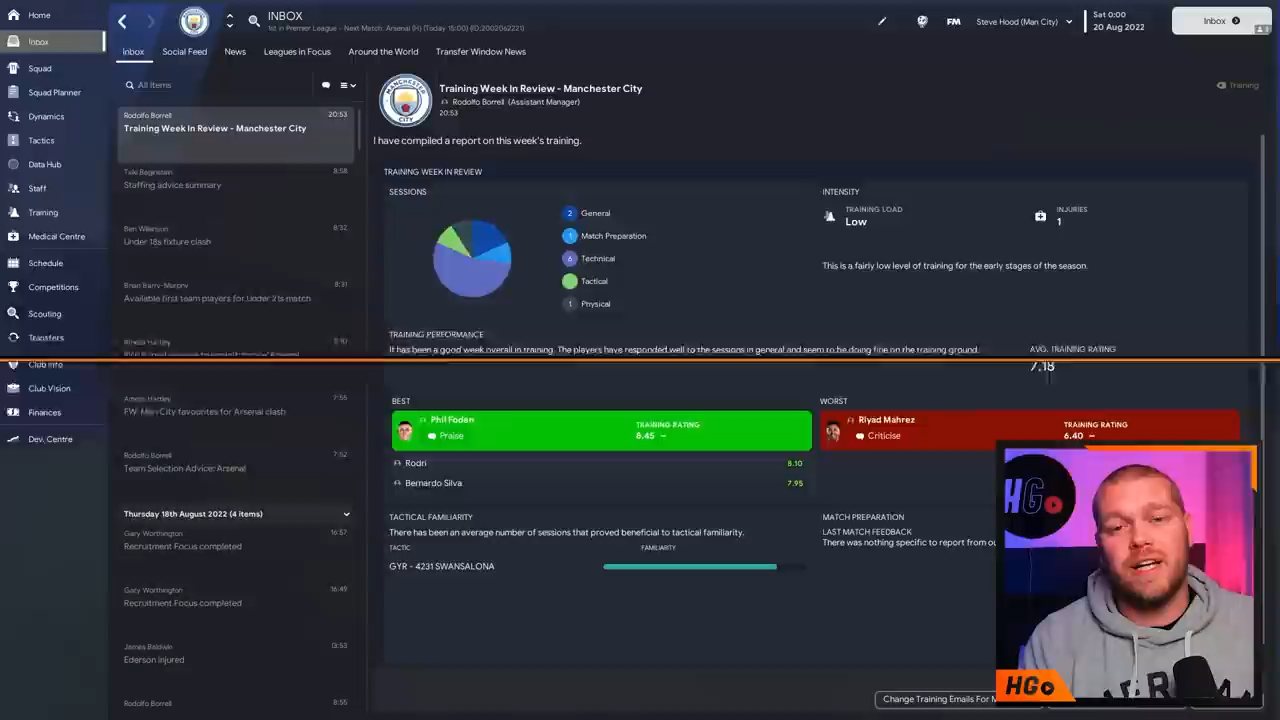 Home
Inbox
Squad
Squad Planner
Dynamics
Tactics
Data Hub
Staff
Training
Medical Centre
Schedule
Competitions
Scouting
Transfers
Club Info
Club Vision
Finances
Dev. Centre
INBOX
1st in Premier League - Next Match: Arsenal (H) (Today 15:00) (ID:2002062221)
FM
Steve Hood (Man City)
Sat 0:00
20 Aug 2022
Inbox
Inbox
Social Feed
News
Leagues in Focus
Around the World
Transfer Window News
All Items
Rodolfo Borrell
20:53
Training Week In Review - Manchester City
8:58
Staffing advice summary
Ben Wilkinson
8:32
Under 18s fixture clash
8:31
Available first team players for Under 21s match
7:55
City favourites for Arsenal clash
Rodolfo Borrell
7:52
Team Selection Advice: Arsenal
Thursday 18th August 2022 (4 items)
Gary Worthington
16:57
Recruitment Focus completed
Gary Worthington
16:49
Recruitment Focus completed
James Baldwin
13:53
Ederson injured
Rodolfo Borrell
8:55
MANCHESTER
CITY
Training Week In Review - Manchester City
Rodolfo Borrell (Assistant Manager)
20:53
Training
I have compiled a report on this week's training.
TRAINING WEEK IN REVIEW
SESSIONS
2 General
1 Match Preparation
6 Technical
Tactical
1 Physical
INTENSITY
TRAINING LOAD
Low
INJURIES
1
This is a fairly low level of training for the early stages of the season.
TRAINING PERFORMANCE
It has been a good week overall in training. The players have responded well to the sessions in general and seem to be doing fine on the training ground.
AVG. TRAINING RATING
7.18
BEST
Phil Foden
Praise
TRAINING RATING
8.45 –
Rodri
8.10
Bernardo Silva
7.95
WORST
Riyad Mahrez
Criticise
TRAINING RATING
6.40 –
TACTICAL FAMILIARITY
There has been an average number of sessions that proved beneficial to tactical familiarity.
TACTIC
FAMILIARITY
GYR - 4231 SWANSALONA
MATCH PREPARATION
LAST MATCH FEEDBACK
There was nothing specific to report from ou
Change Training Emails For M
HG
HGo